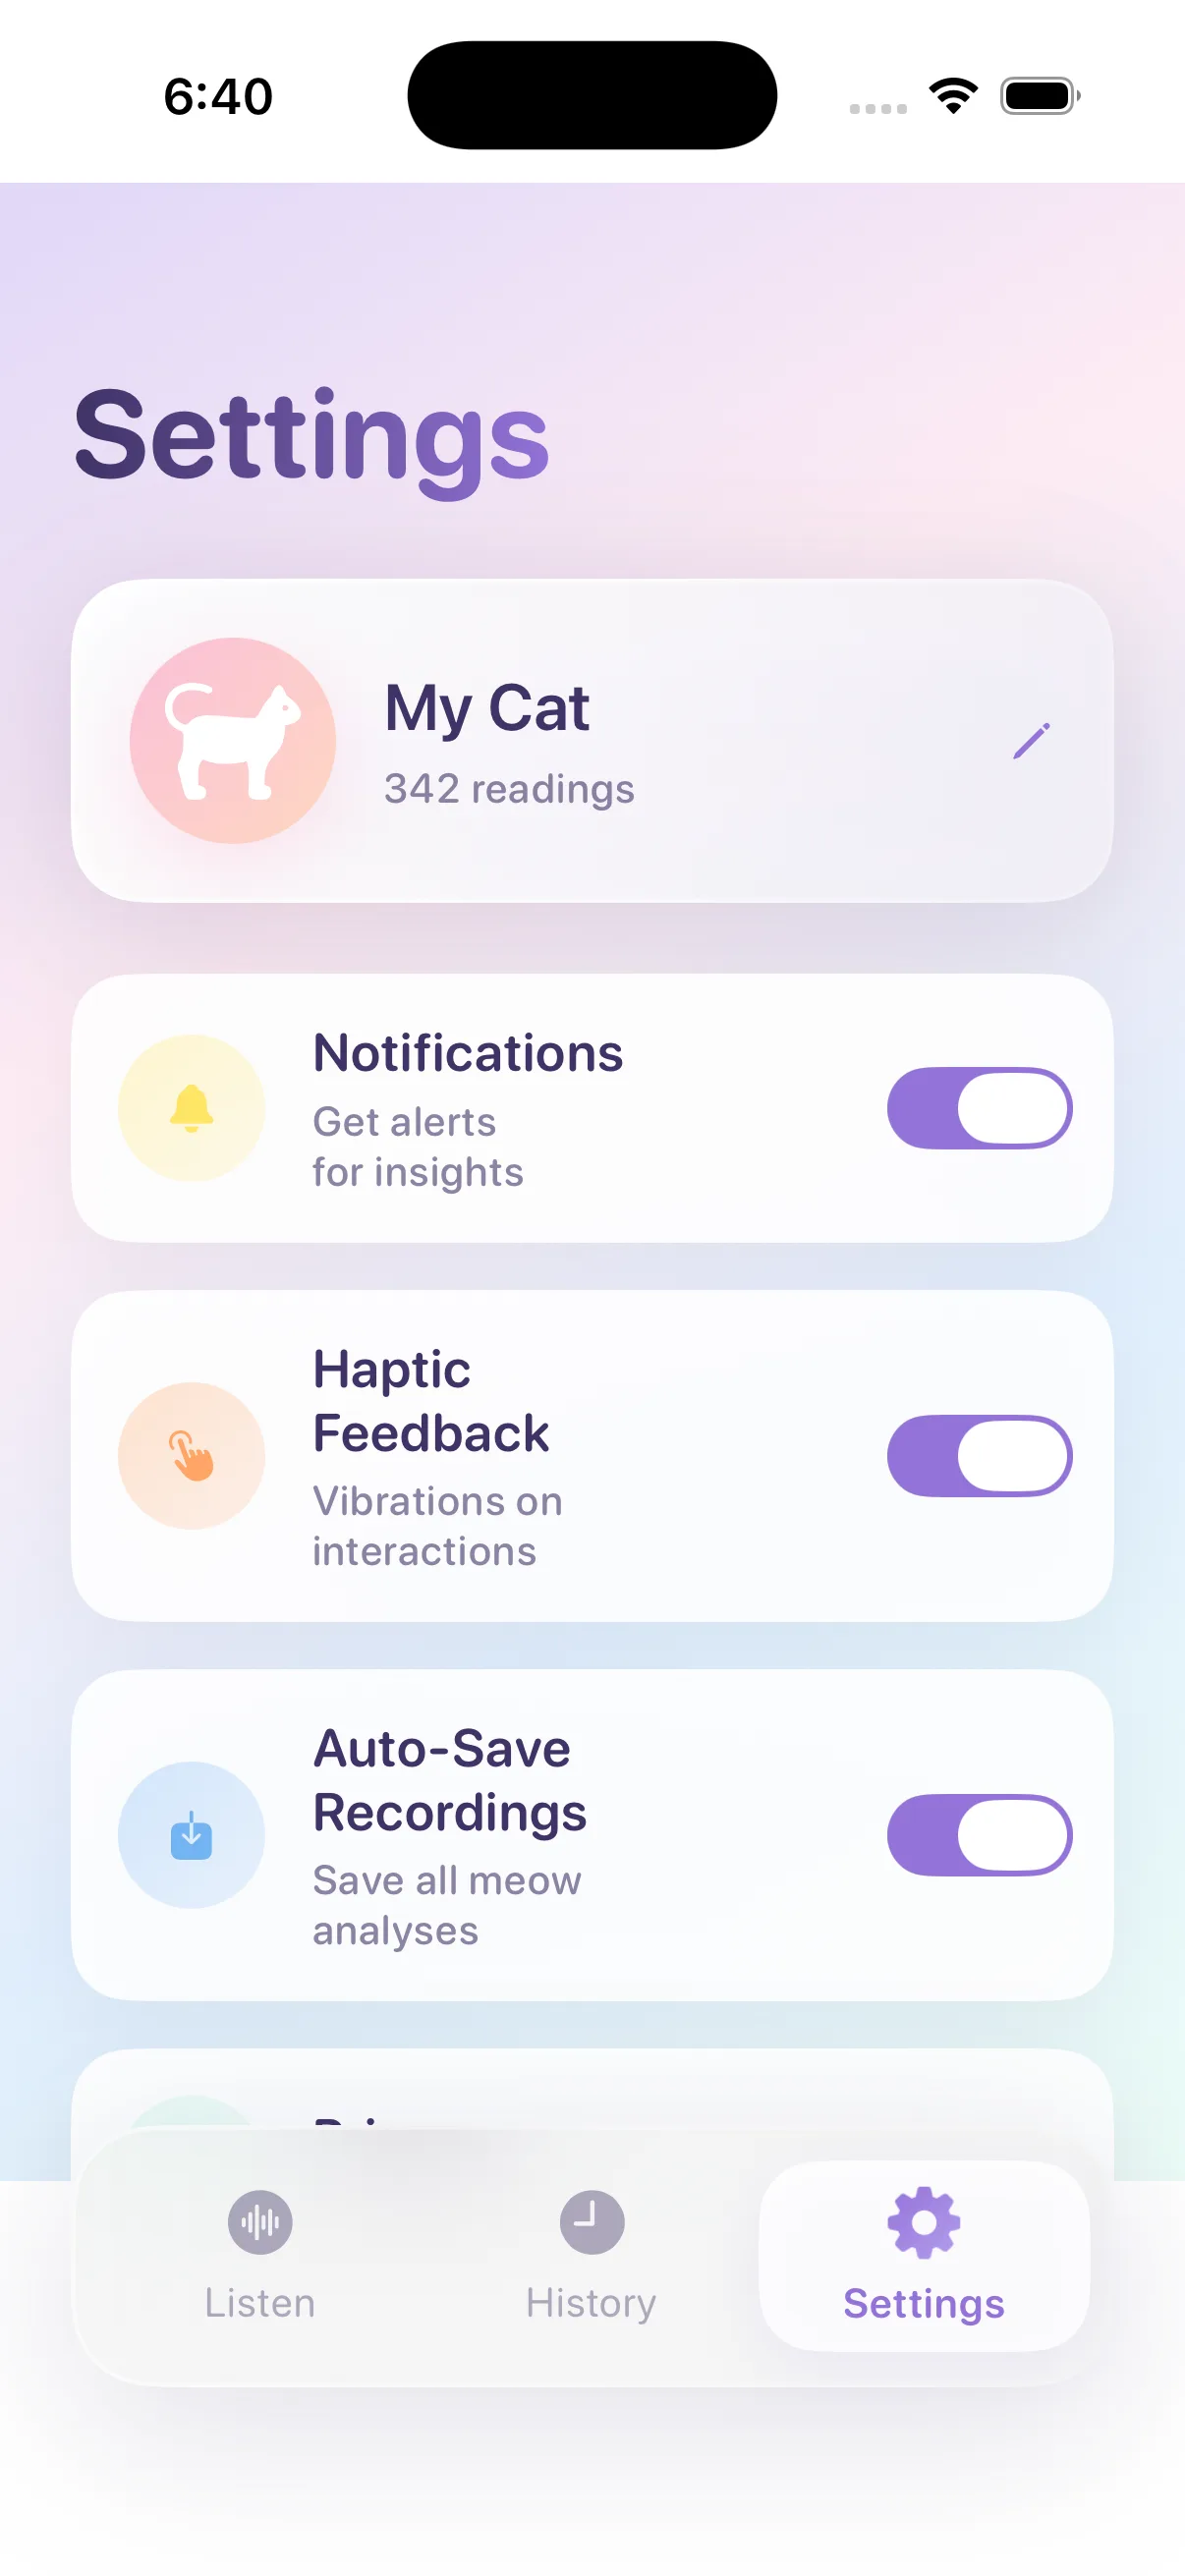 6:40
Settings
My Cat
342 readings
Notifications
Get alerts
for insights
Haptic
Feedback
Vibrations on
interactions
Auto-Save
Recordings
Save all meow
analyses
Listen
History
Settings